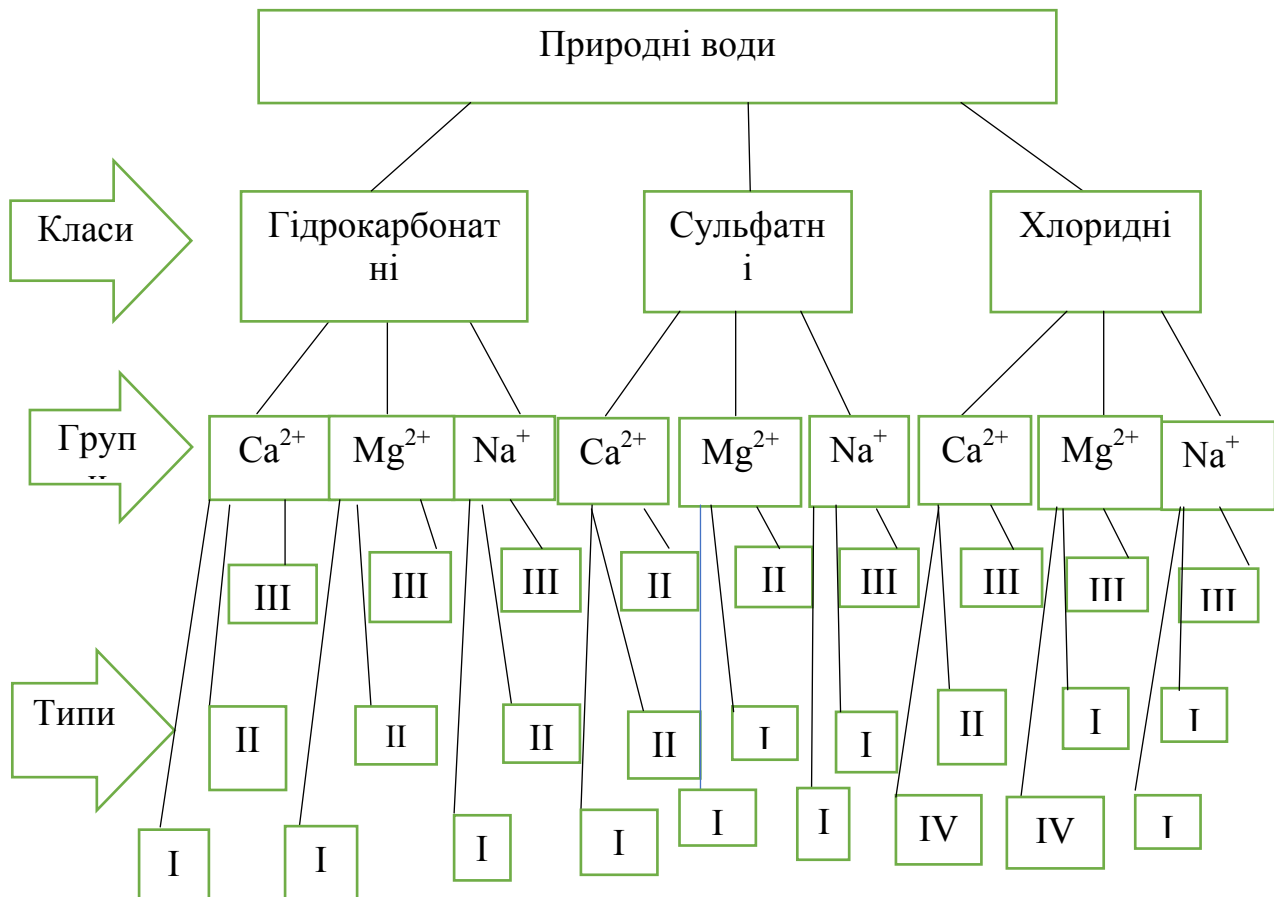 Природні води
Класи
Гідрокарбонат
ні
Сульфатн
і
Хлоридні
Груп
Ca²⁺
Mg²⁺
Na⁺
Ca²⁺
Mg²⁺
Na⁺
Ca²⁺
Mg²⁺
Na⁺
III
III
III
II
II
III
III
III
III
Типи
II
II
II
II
I
I
II
I
I
I
I
I
I
I
I
IV
IV
I